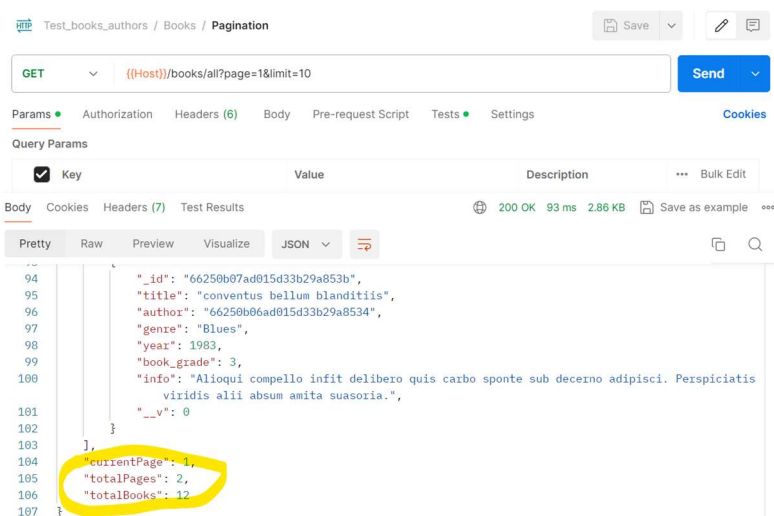 HTTP Test_books_authors / Books / Pagination Save
GET {{Host}}/books/all?page=1&limit=10 Send
Params Authorization Headers (6) Body Pre-request Script Tests Settings Cookies
Query Params
Key Value Description ••• Bulk Edit
Body Cookies Headers (7) Test Results 200 OK 93 ms 2.86 KB Save as example •••
Pretty Raw Preview Visualize JSON
94 "_id": "66250b07ad015d33b29a853b",
95 "title": "conventus bellum blanditiis",
96 "author": "66250b06ad015d33b29a8534",
97 "genre": "Blues",
98 "year": 1983,
99 "book_grade": 3,
100 "info": "Alioqui compello infit delibero quis carbo sponte sub decerno adipisci. Perspiciatis
viridis alii absum amita suasoria.",
101 "__v": 0
102 }
103 ],
104 "currentPage": 1,
105 "totalPages": 2,
106 "totalBooks": 12
107 }